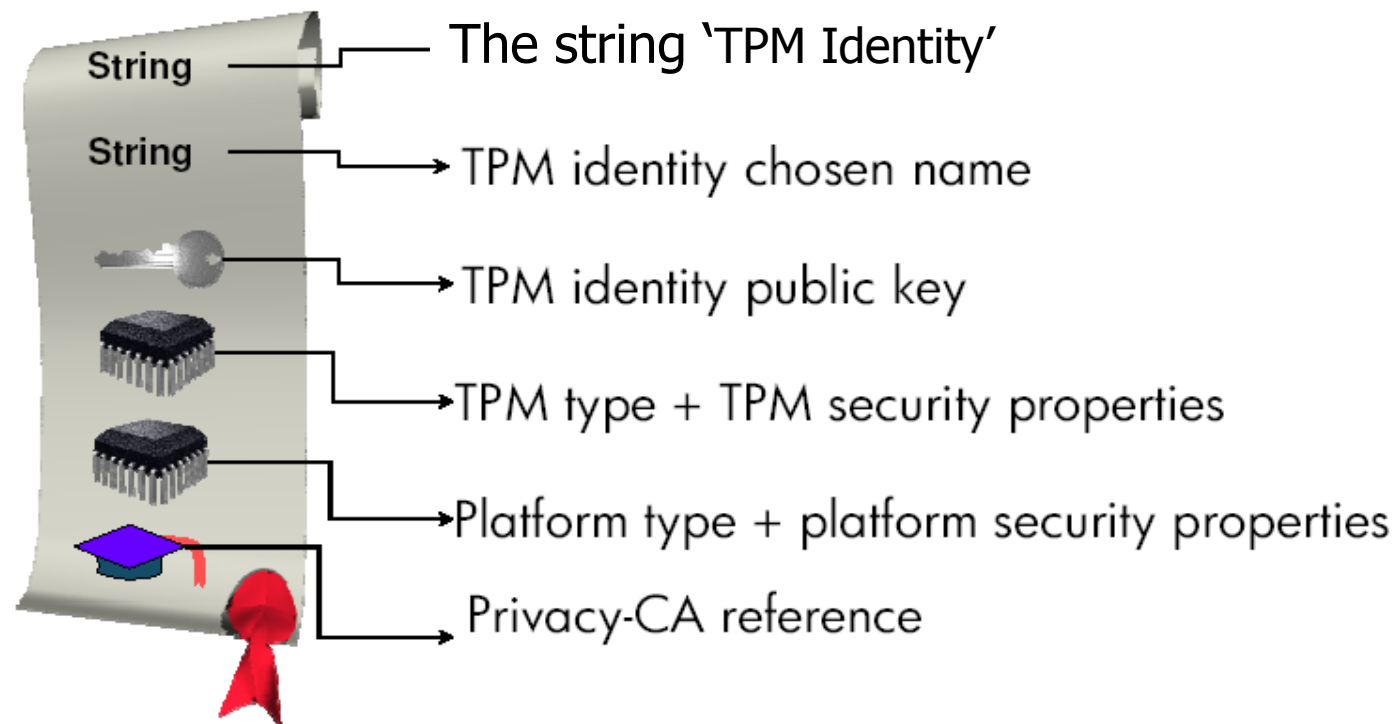 String The string ‘TPM Identity’
String TPM identity chosen name
TPM identity public key
TPM type + TPM security properties
Platform type + platform security properties
Privacy-CA reference